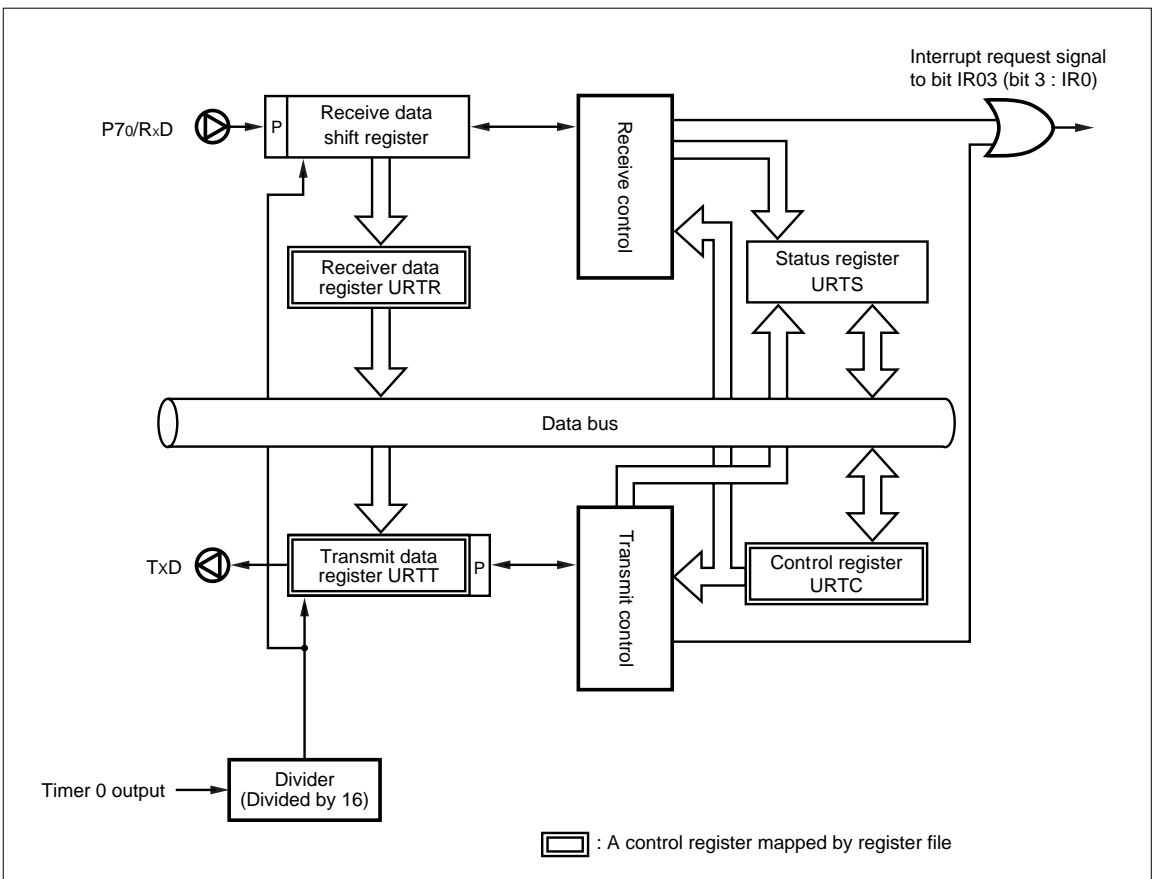 Interrupt request signal
to bit IR03 (bit 3 : IR0)
P70/RxD
P
Receive data
shift register
Receive control
Receiver data
register URTR
Status register
URTS
Data bus
TxD
Transmit data
register URTT
P
Transmit control
Control register
URTC
Timer 0 output
Divider
(Divided by 16)
: A control register mapped by register file